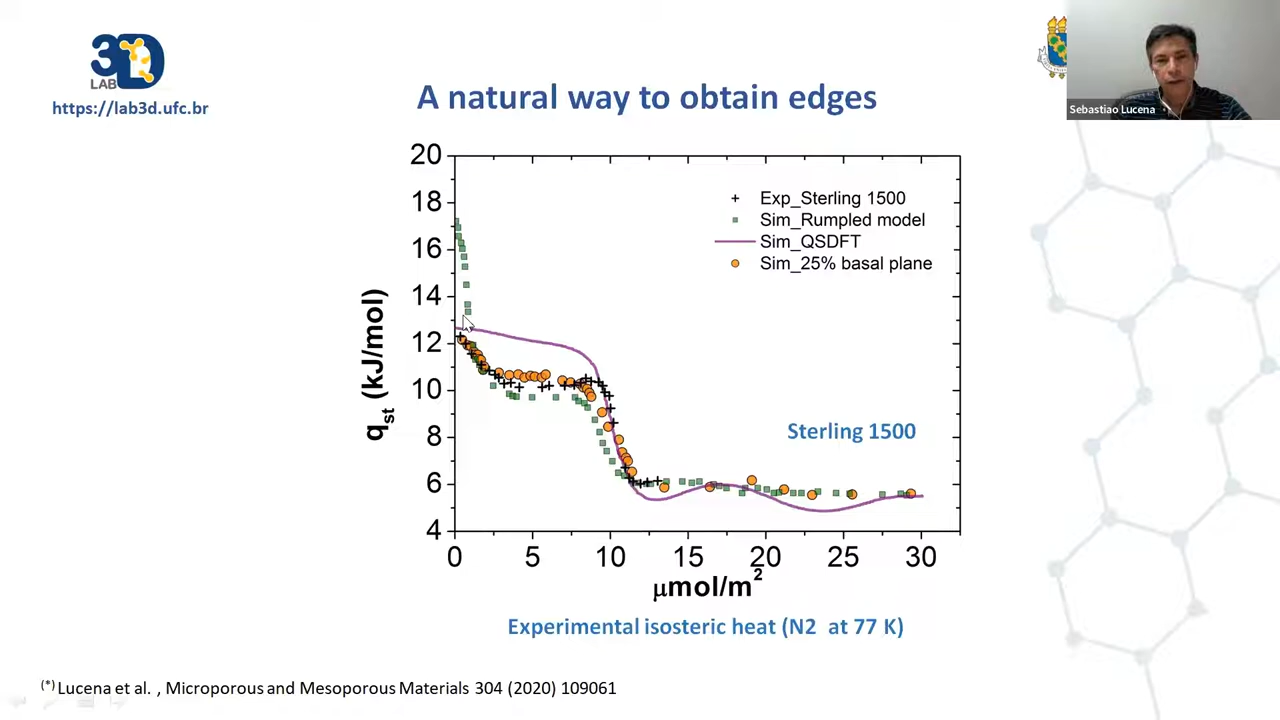 3D
LAB
https://lab3d.ufc.br
Sebastiao Lucena
A natural way to obtain edges
20
18
16
14
12
10
8
6
4
qst (kJ/mol)
Exp_Sterling 1500
Sim_Rumpled model
Sim_QSDFT
Sim_25% basal plane
Sterling 1500
0 5 10 15 20 25 30
μmol/m²
Experimental isosteric heat (N2 at 77 K)
(*) Lucena et al. , Microporous and Mesoporous Materials 304 (2020) 109061